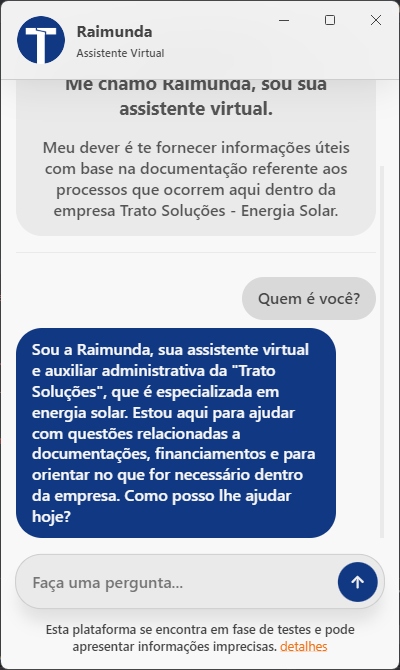 Raimunda
Assistente Virtual
Me chamo Raimunda, sou sua
assistente virtual.
Meu dever é te fornecer informações úteis
com base na documentação referente aos
processos que ocorrem aqui dentro da
empresa Trato Soluções - Energia Solar.
Quem é você?
Sou a Raimunda, sua assistente virtual
e auxiliar administrativa da "Trato
Soluções", que é especializada em
energia solar. Estou aqui para ajudar
com questões relacionadas a
documentações, financiamentos e para
orientar no que for necessário dentro
da empresa. Como posso lhe ajudar
hoje?
Faça uma pergunta...
Esta plataforma se encontra em fase de testes e pode
apresentar informações imprecisas. detalhes